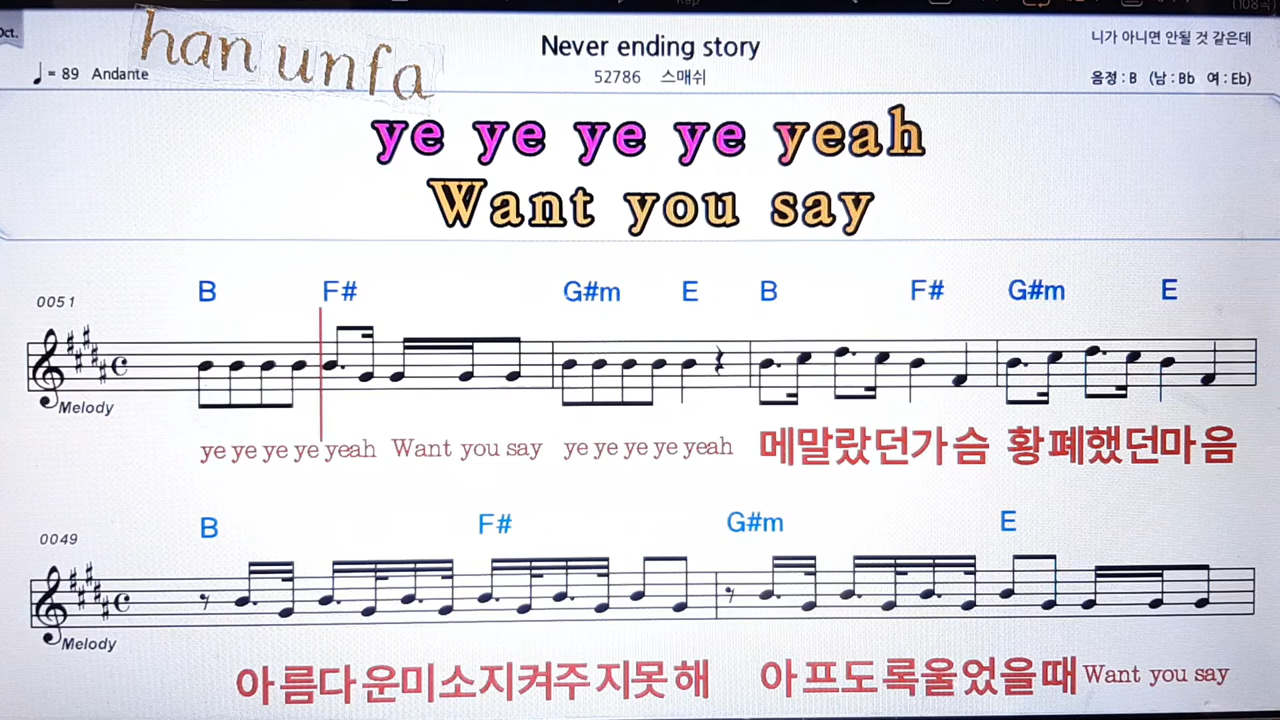 Oct.
han unfa
Never ending story
니가 아니면 안될 것 같은데
♩= 89 Andante
52786 스매쉬
음정 : B (남 : Bb 여 : Eb)
ye ye ye ye yeah
Want you say
B F# G#m E B F# G#m E
0051
Melody
ye ye ye ye yeah Want you say ye ye ye ye yeah 메말랐던가슴 황폐했던마음
B F# G#m E
0049
Melody
아름다운미소지켜주지못해 아프도록울었을때 Want you say